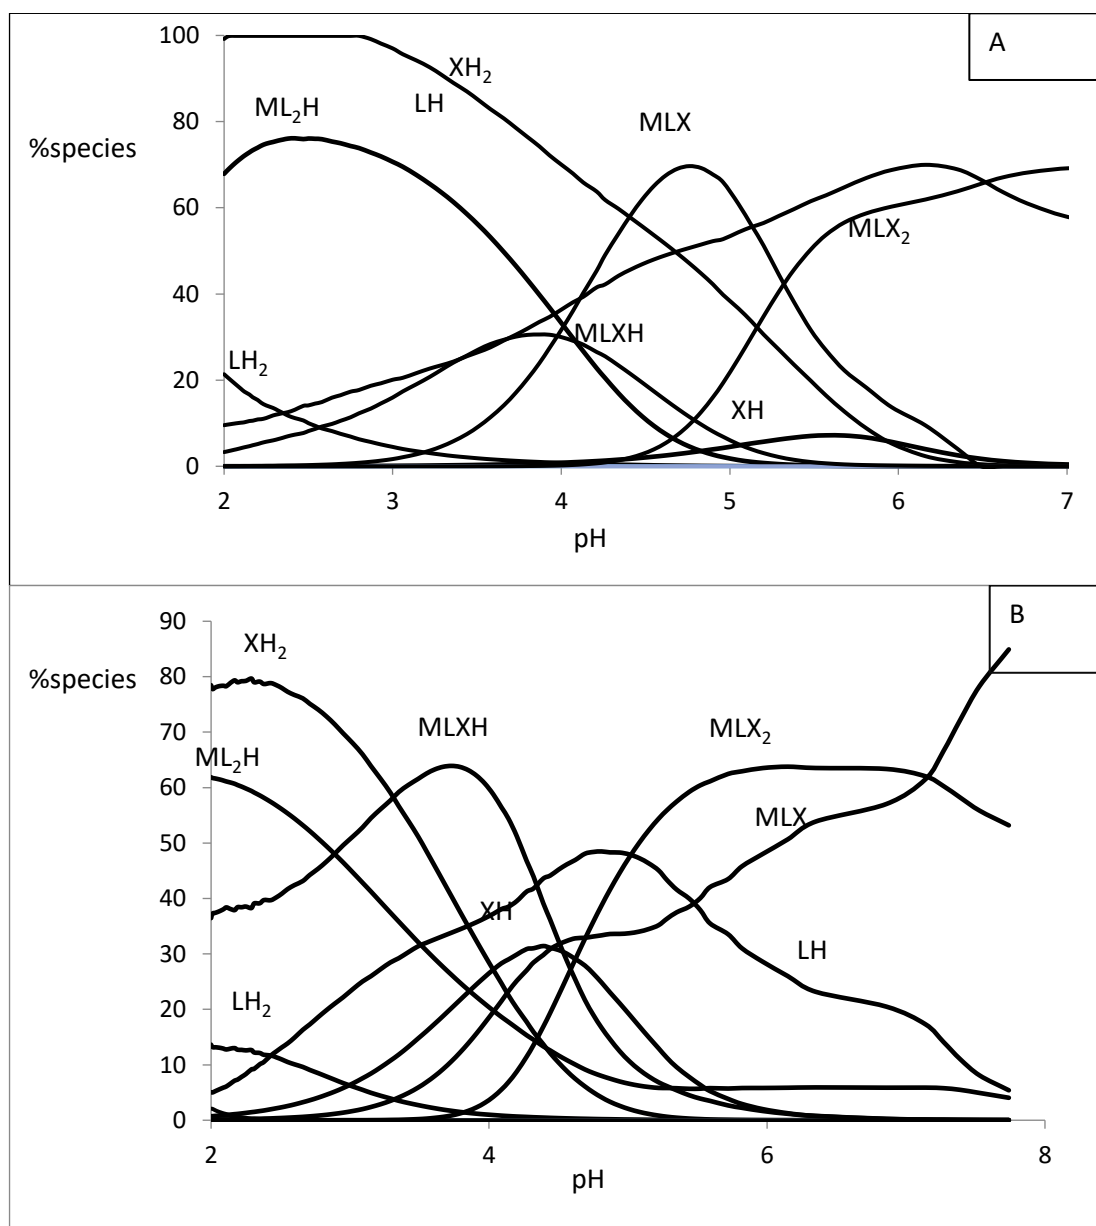 A
100
XH₂
LH
ML₂H
80
MLX
%species
60
MLX₂
40
MLXH
LH₂
20
XH
0
2 3 4 5 6 7
pH
B
90
XH₂
80
%species
70
MLXH
MLX₂
ML₂H
60
MLX
50
40
XH
30
LH
20
LH₂
10
0
2 4 6 8
pH